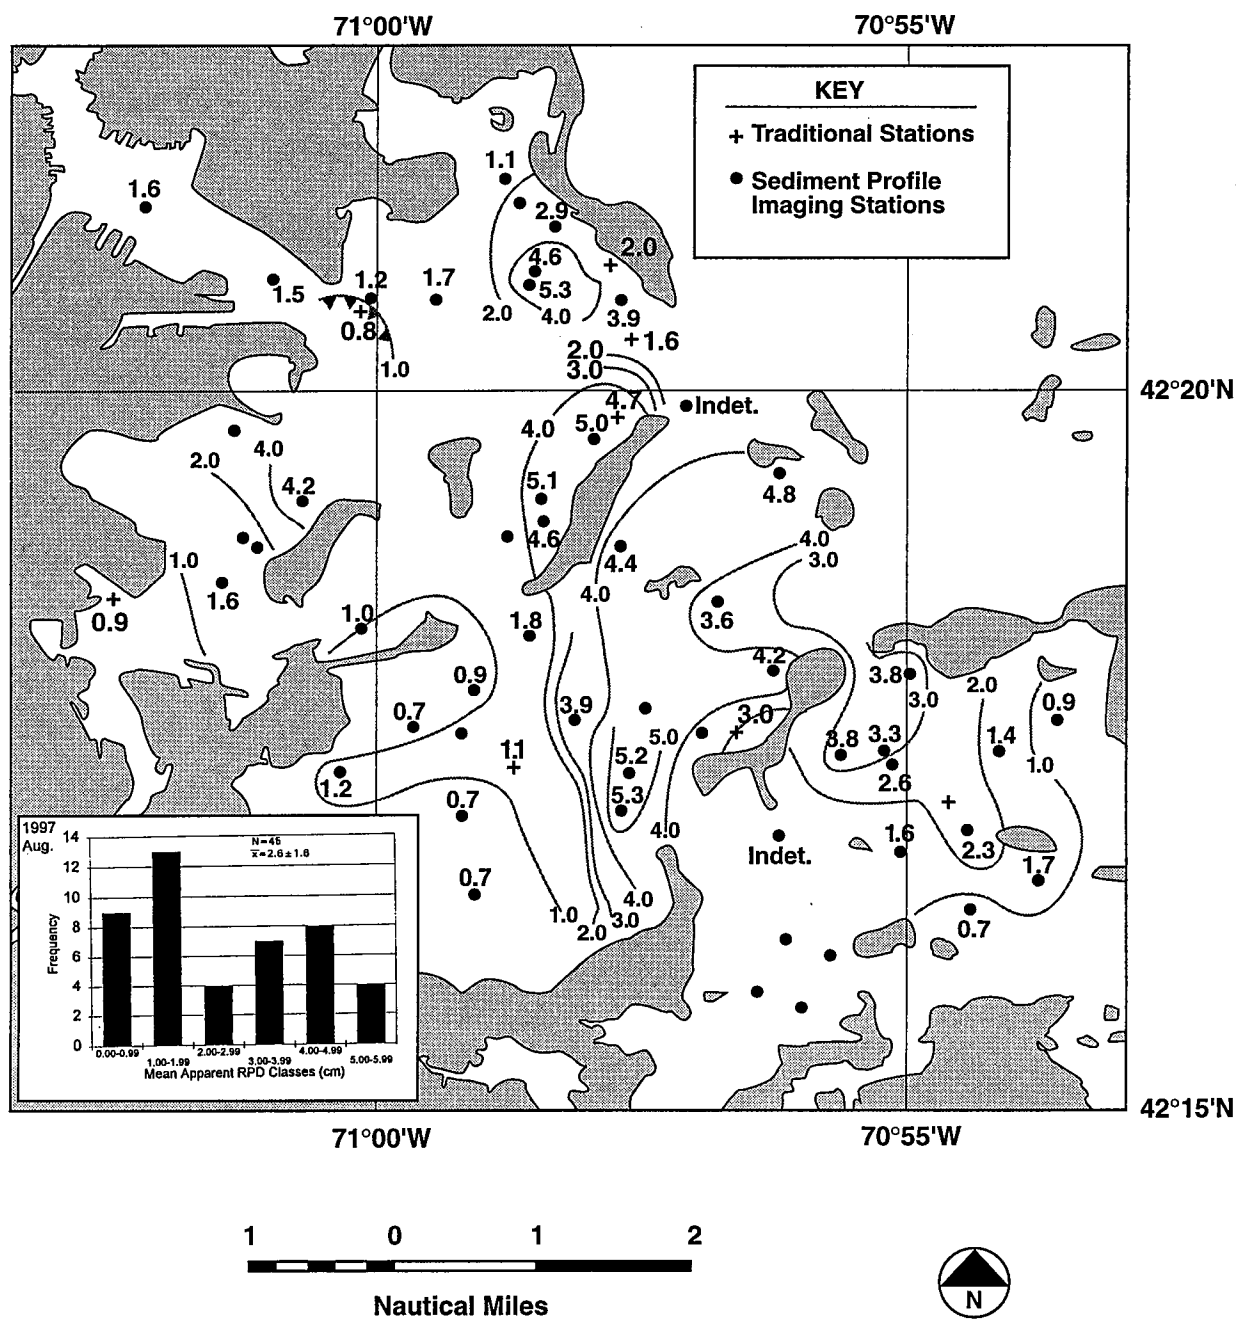 71°00'W 70°55'W
KEY
+ Traditional Stations
● Sediment Profile
Imaging Stations
1.1
1.6
2.9
2.0
4.6
1.5 1.2 1.7
5.3
2.0 4.0 3.9
0.8
1.6
2.0
1.0 3.0
42°20'N
4.7 Indet.
4.0 5.0
4.0
2.0
4.2 5.1 4.8
4.6 4.0
1.0 4.4 3.0
4.0
1.6
0.9 1.0 1.8 3.6
4.2
0.9 3.8 2.0
0.7 3.9 3.0 3.0 0.9
5.0 3.8 3.3 1.4
1.1 5.2 1.0
1.2 2.6
0.7 5.3
4.0 1.6
Indet. 2.3
1.7
0.7
1.0 4.0
2.0 3.0 0.7
1997
Aug.
N=45
x=2.6±1.6
14
12
10
8
6
4
2
0
Frequency
0.00-0.99 1.00-1.99 2.00-2.99 3.00-3.99 4.00-4.99 5.00-5.99
Mean Apparent RPD Classes (cm)
42°15'N
71°00'W 70°55'W
1 0 1 2
Nautical Miles
N